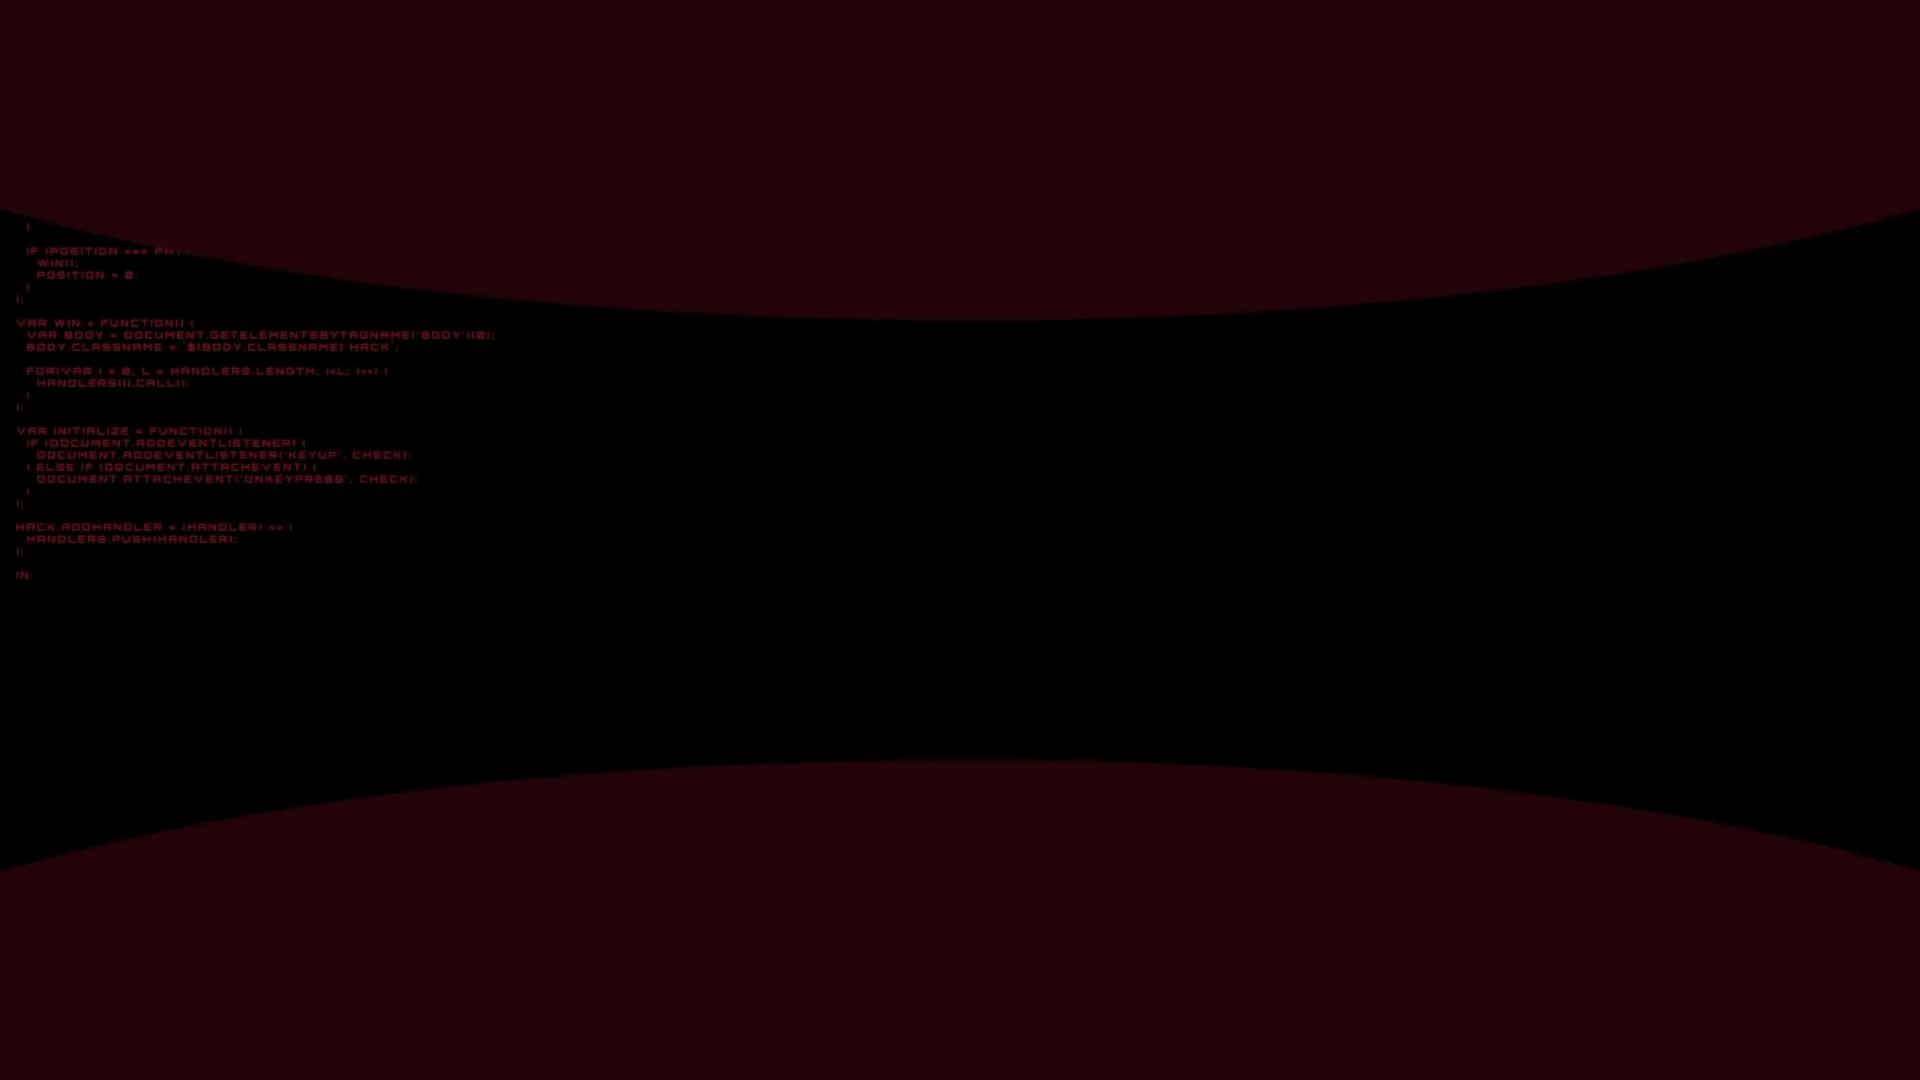 }
IF (POSITION === PH
WIN();
POSITION = 0;
}
};
VAR WIN = FUNCTION() {
VAR BODY = DOCUMENT.GETELEMENTSBYTAGNAME('BODY')[0];
BODY.CLASSNAME = `${BODY.CLASSNAME} HACK`;
FOR(VAR I = 0, L = HANDLERS.LENGTH; I<L; I++) {
HANDLERS[I].CALL();
}
};
VAR INITIALIZE = FUNCTION() {
IF (DOCUMENT.ADDEVENTLISTENER) {
DOCUMENT.ADDEVENTLISTENER('KEYUP', CHECK);
} ELSE IF (DOCUMENT.ATTACHEVENT) {
DOCUMENT.ATTACHEVENT('ONKEYPRESS', CHECK);
}
};
HACK.ADDHANDLER = (HANDLER) => {
HANDLERS.PUSH(HANDLER);
};
IN